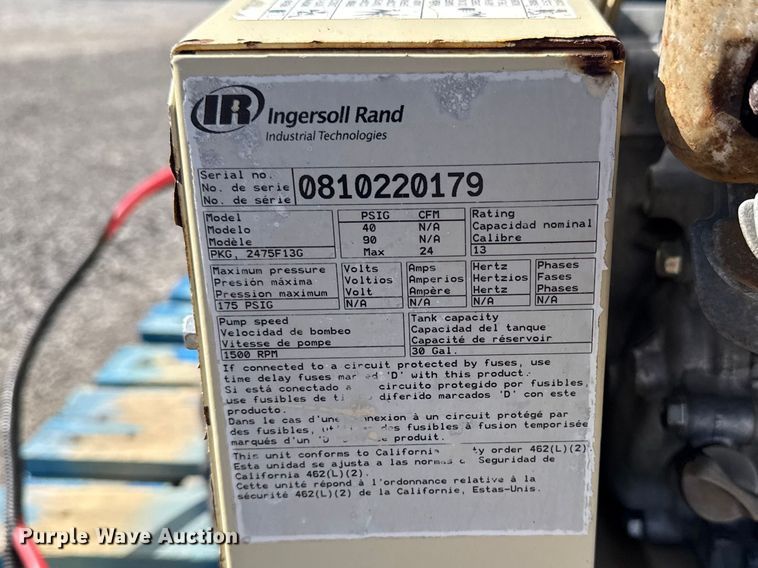 IR Ingersoll Rand
Industrial Technologies
Serial no.
No. de serie
No. de série
0810220179
Model
Modelo
Modèle
PKG, 2475F13G
PSIG CFM
40 N/A
90 N/A
Max 24
Rating
Capacidad nominal
Calibre
13
Maximum pressure
Presión máxima
Pression maximum
175 PSIG
Volts
Voltios
Volt
N/A
Amps
Amperios
Ampère
N/A
Hertz
Hertzios
Hertz
N/A
Phases
Fases
Phases
N/A
Pump speed
Velocidad de bombeo
Vitesse de pompe
1500 RPM
Tank capacity
Capacidad del tanque
Capacité de réservoir
30 Gal.
If connected to a circuit protected by fuses, use
time delay fuses mar ed 'D' with this product.
Si está conectado a circuito protegido por fusibles,
use fusibles de ti diferido marcados 'D' con este
producto.
Dans le cas d'une connexion à un circuit protégé par
des fusibles, ut des fusibles à fusion temporisée
marqués d'un 'D' se produit.
This unit conforms to California ty order 462(L)(2).
Esta unidad se ajusta a las normas d Seguridad de
California 462(L)(2).
Cette unité répond à l'ordonnance relative à la
sécurité 462(L)(2) de la Californie, Estas-Unis.
Purple Wave Auction